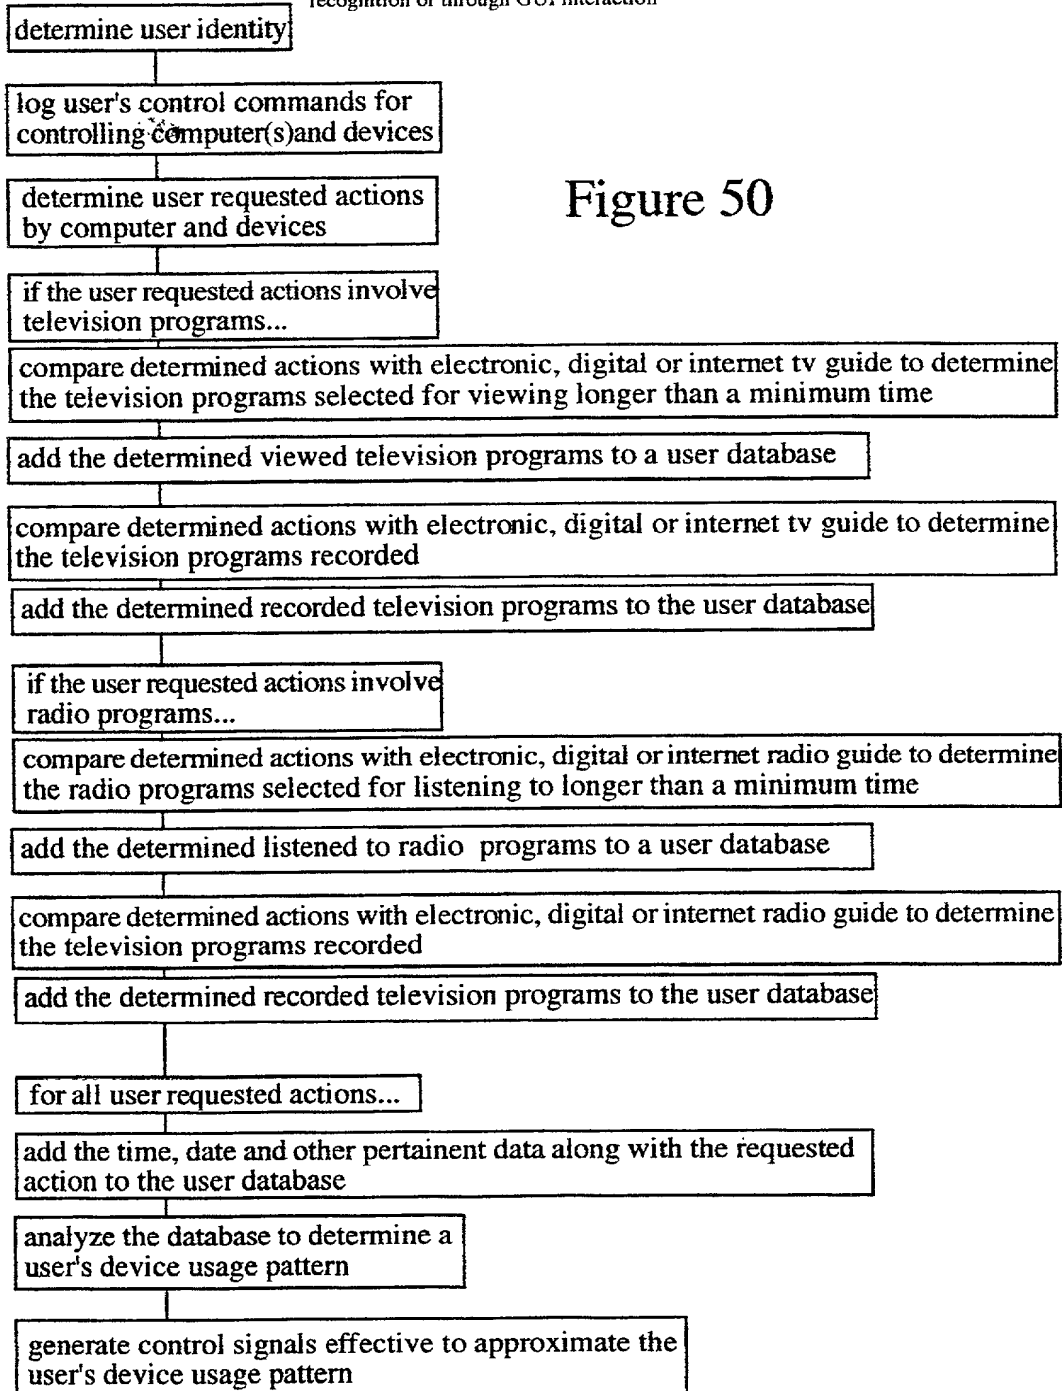 recognition or through GUI interaction
determine user identity
log user's control commands for
controlling computer(s)and devices
determine user requested actions
by computer and devices
Figure 50
if the user requested actions involve
television programs...
compare determined actions with electronic, digital or internet tv guide to determine
the television programs selected for viewing longer than a minimum time
add the determined viewed television programs to a user database
compare determined actions with electronic, digital or internet tv guide to determine
the television programs recorded
add the determined recorded television programs to the user database
if the user requested actions involve
radio programs...
compare determined actions with electronic, digital or internet radio guide to determine
the radio programs selected for listening to longer than a minimum time
add the determined listened to radio programs to a user database
compare determined actions with electronic, digital or internet radio guide to determine
the television programs recorded
add the determined recorded television programs to the user database
for all user requested actions...
add the time, date and other pertainent data along with the requested
action to the user database
analyze the database to determine a
user's device usage pattern
generate control signals effective to approximate the
user's device usage pattern